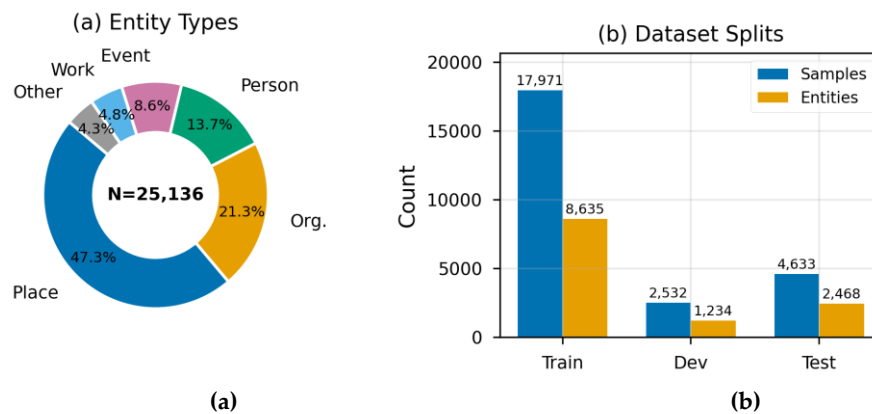 (a) Entity Types
Event
Work
Other
Person
8.6%
4.8%
4.3%
13.7%
N=25,136
21.3%
Org.
47.3%
Place
(a)
(b) Dataset Splits
20000
15000
10000
5000
0
Count
Samples
Entities
17,971
8,635
2,532
1,234
4,633
2,468
Train Dev Test
(b)